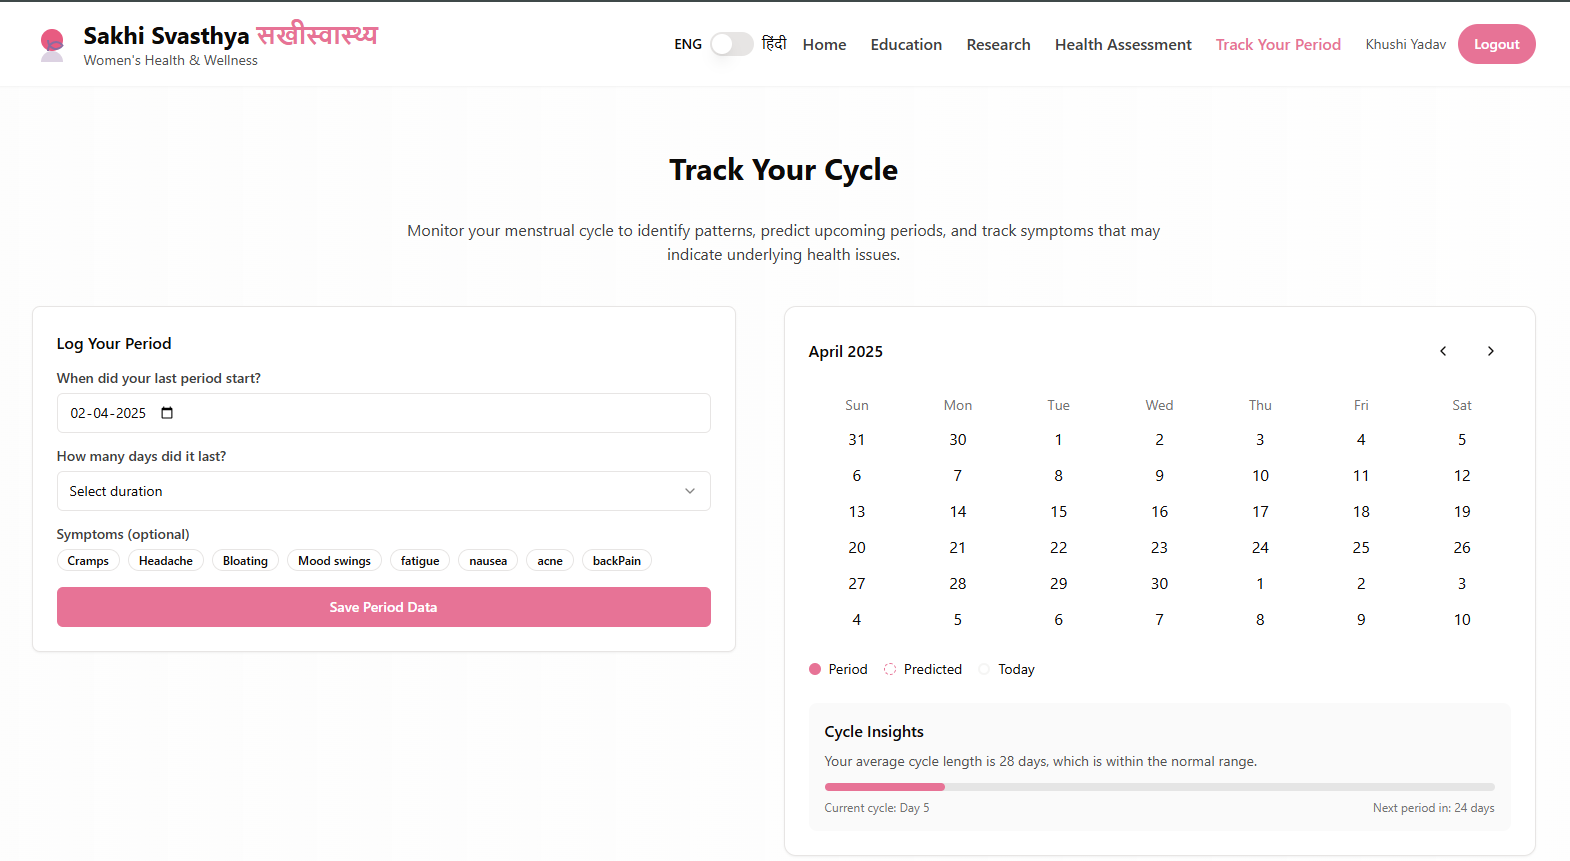 Sakhi Svasthya सखीस्वास्थ्य
Women's Health & Wellness
ENG हिंदी Home Education Research Health Assessment Track Your Period Khushi Yadav Logout
Track Your Cycle
Monitor your menstrual cycle to identify patterns, predict upcoming periods, and track symptoms that may
indicate underlying health issues.
Log Your Period
When did your last period start?
02-04-2025
How many days did it last?
Select duration
Symptoms (optional)
Cramps Headache Bloating Mood swings fatigue nausea acne backPain
Save Period Data
April 2025
Sun Mon Tue Wed Thu Fri Sat
31 30 1 2 3 4 5
6 7 8 9 10 11 12
13 14 15 16 17 18 19
20 21 22 23 24 25 26
27 28 29 30 1 2 3
4 5 6 7 8 9 10
Period Predicted Today
Cycle Insights
Your average cycle length is 28 days, which is within the normal range.
Current cycle: Day 5 Next period in: 24 days